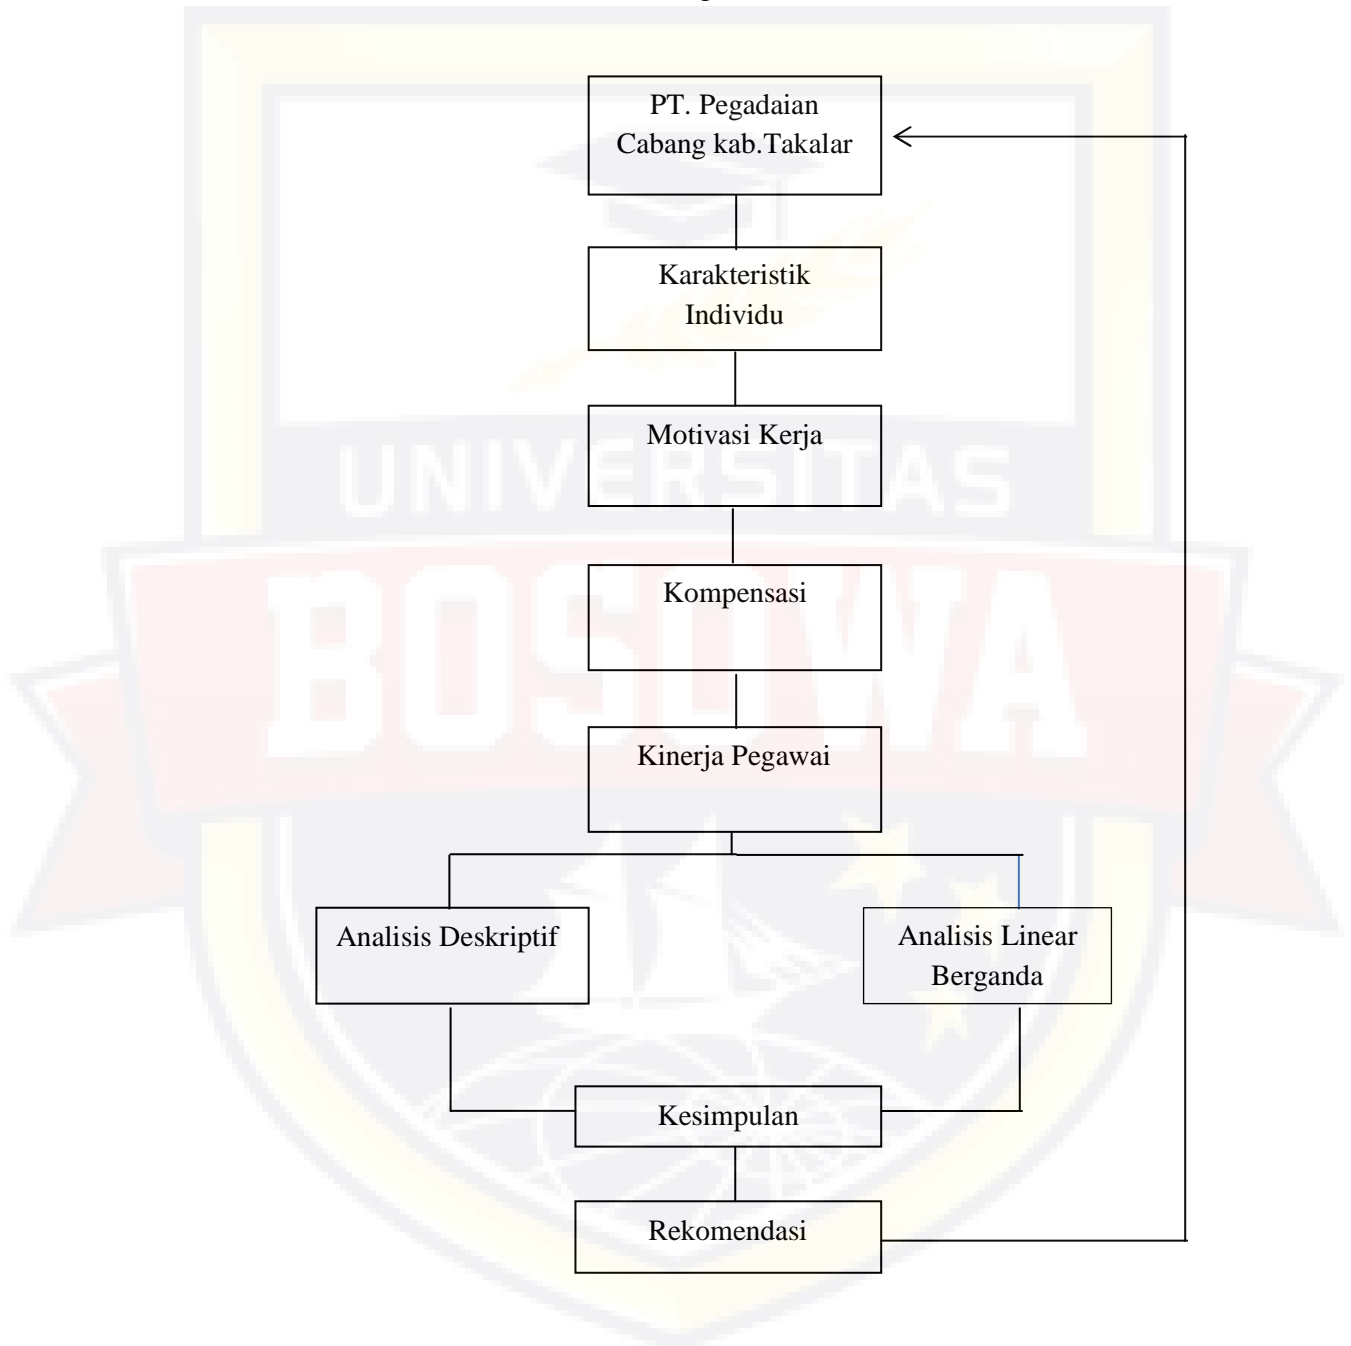 PT. Pegadaian
Cabang kab.Takalar
Karakteristik
Individu
Motivasi Kerja
UNIVERSITAS
Kompensasi
BOSOWA
Kinerja Pegawai
Analisis Deskriptif
Analisis Linear
Berganda
Kesimpulan
Rekomendasi